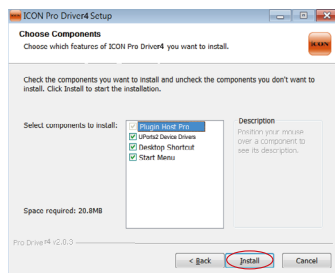 ICON Pro Driver4 Setup
Choose Components
Choose which features of ICON Pro Driver4 you want to install.
ICON
Check the components you want to install and uncheck the components you don't want to
install. Click Install to start the installation.
Select components to install:
Plugin Host Pro
UPorts2 Device Drivers
Desktop Shortcut
Start Menu
Description
Position your mouse
over a component to
see its description.
Space required: 20.8MB
Pro Driver4 v2.0.3
< Back
Install
Cancel